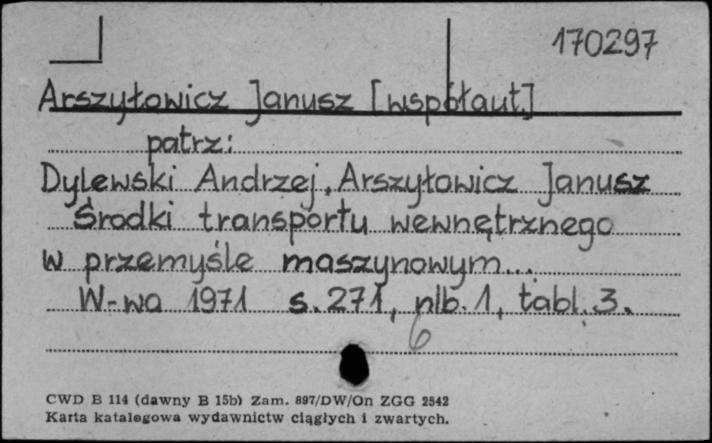 170297
Arszyłowicz Janusz [współaut.]
patrz:
Dylewski Andrzej, Arszyłowicz Janusz
Środki transportu wewnętrznego
w przemyśle maszynowym...
W-wa 1971 s. 271, nlb. 1, tabl. 3.
6
CWD B 114 (dawny B 15b) Zam. 897/DW/On ZGG 2542
Karta katalogowa wydawnictw ciągłych i zwartych.